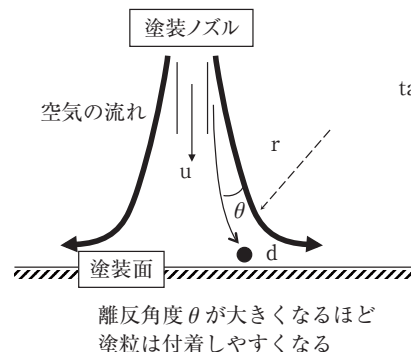 塗装ノズル
ta
空気の流れ
r
u
θ
d
塗装面
離反角度θが大きくなるほど
塗粒は付着しやすくなる